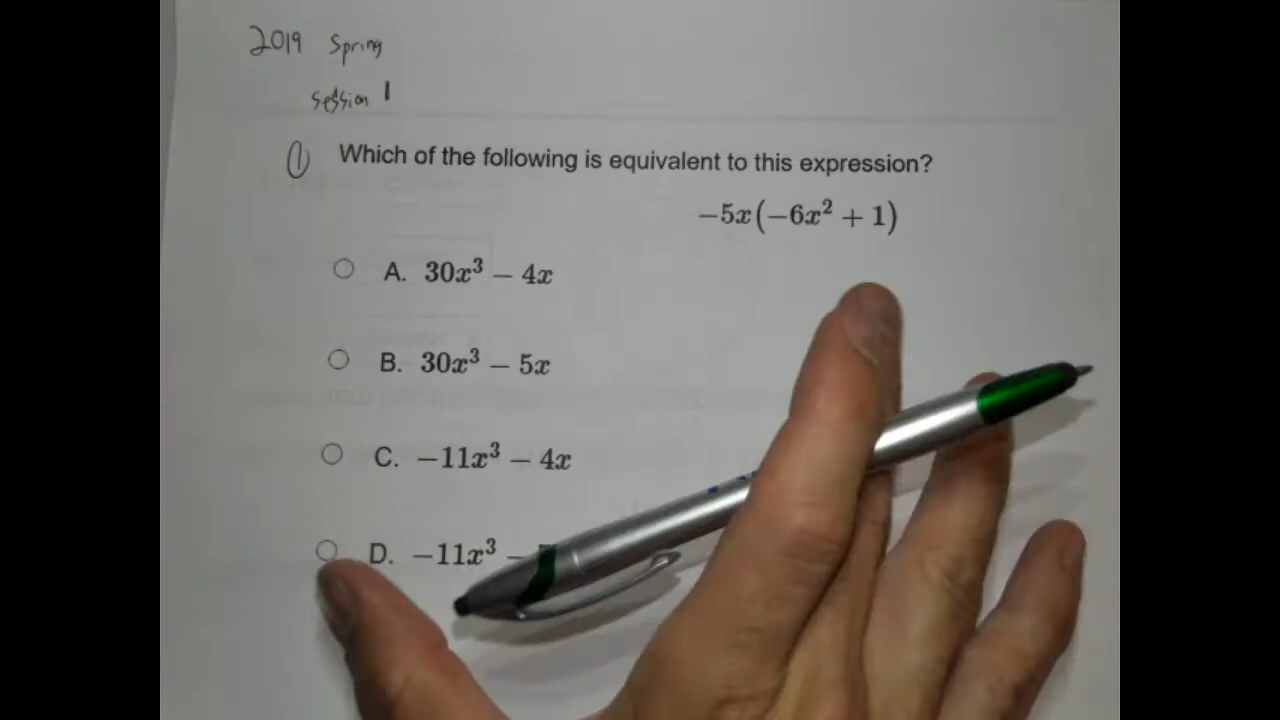 2019 Spring
Session 1
① Which of the following is equivalent to this expression?
−5x(−6x² + 1)
A. 30x³ − 4x
B. 30x³ − 5x
C. −11x³ − 4x
D. −11x³ −